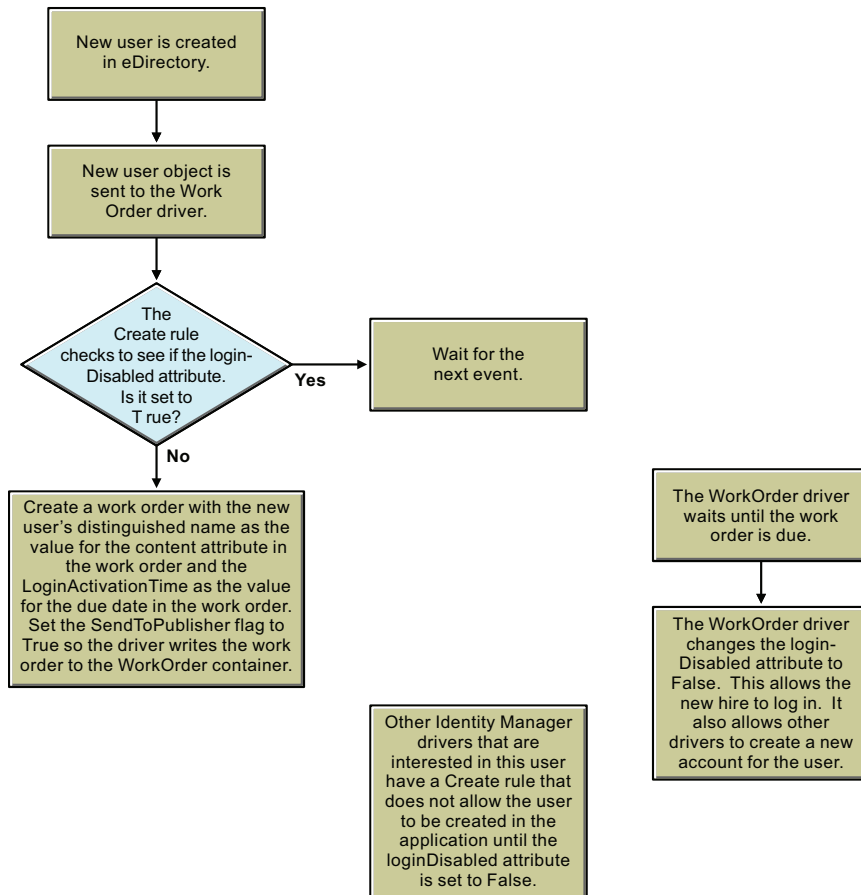 New user is created
in eDirectory.
New user object is
sent to the Work
Order driver.
The
Create rule
checks to see if the login-
Disabled attribute.
Is it set to
T rue?
Yes
Wait for the
next event.
No
Create a work order with the new
user’s distinguished name as the
value for the content attribute in
the work order and the
LoginActivationTime as the value
for the due date in the work order.
Set the SendToPublisher flag to
True so the driver writes the work
order to the WorkOrder container.
The WorkOrder driver
waits until the work
order is due.
The WorkOrder driver
changes the login-
Disabled attribute to
False.  This allows the
new hire to log in.  It
also allows other
drivers to create a new
account for the user.
Other Identity Manager
drivers that are
interested in this user
have a Create rule that
does not allow the user
to be created in the
application until the
loginDisabled attribute
is set to False.